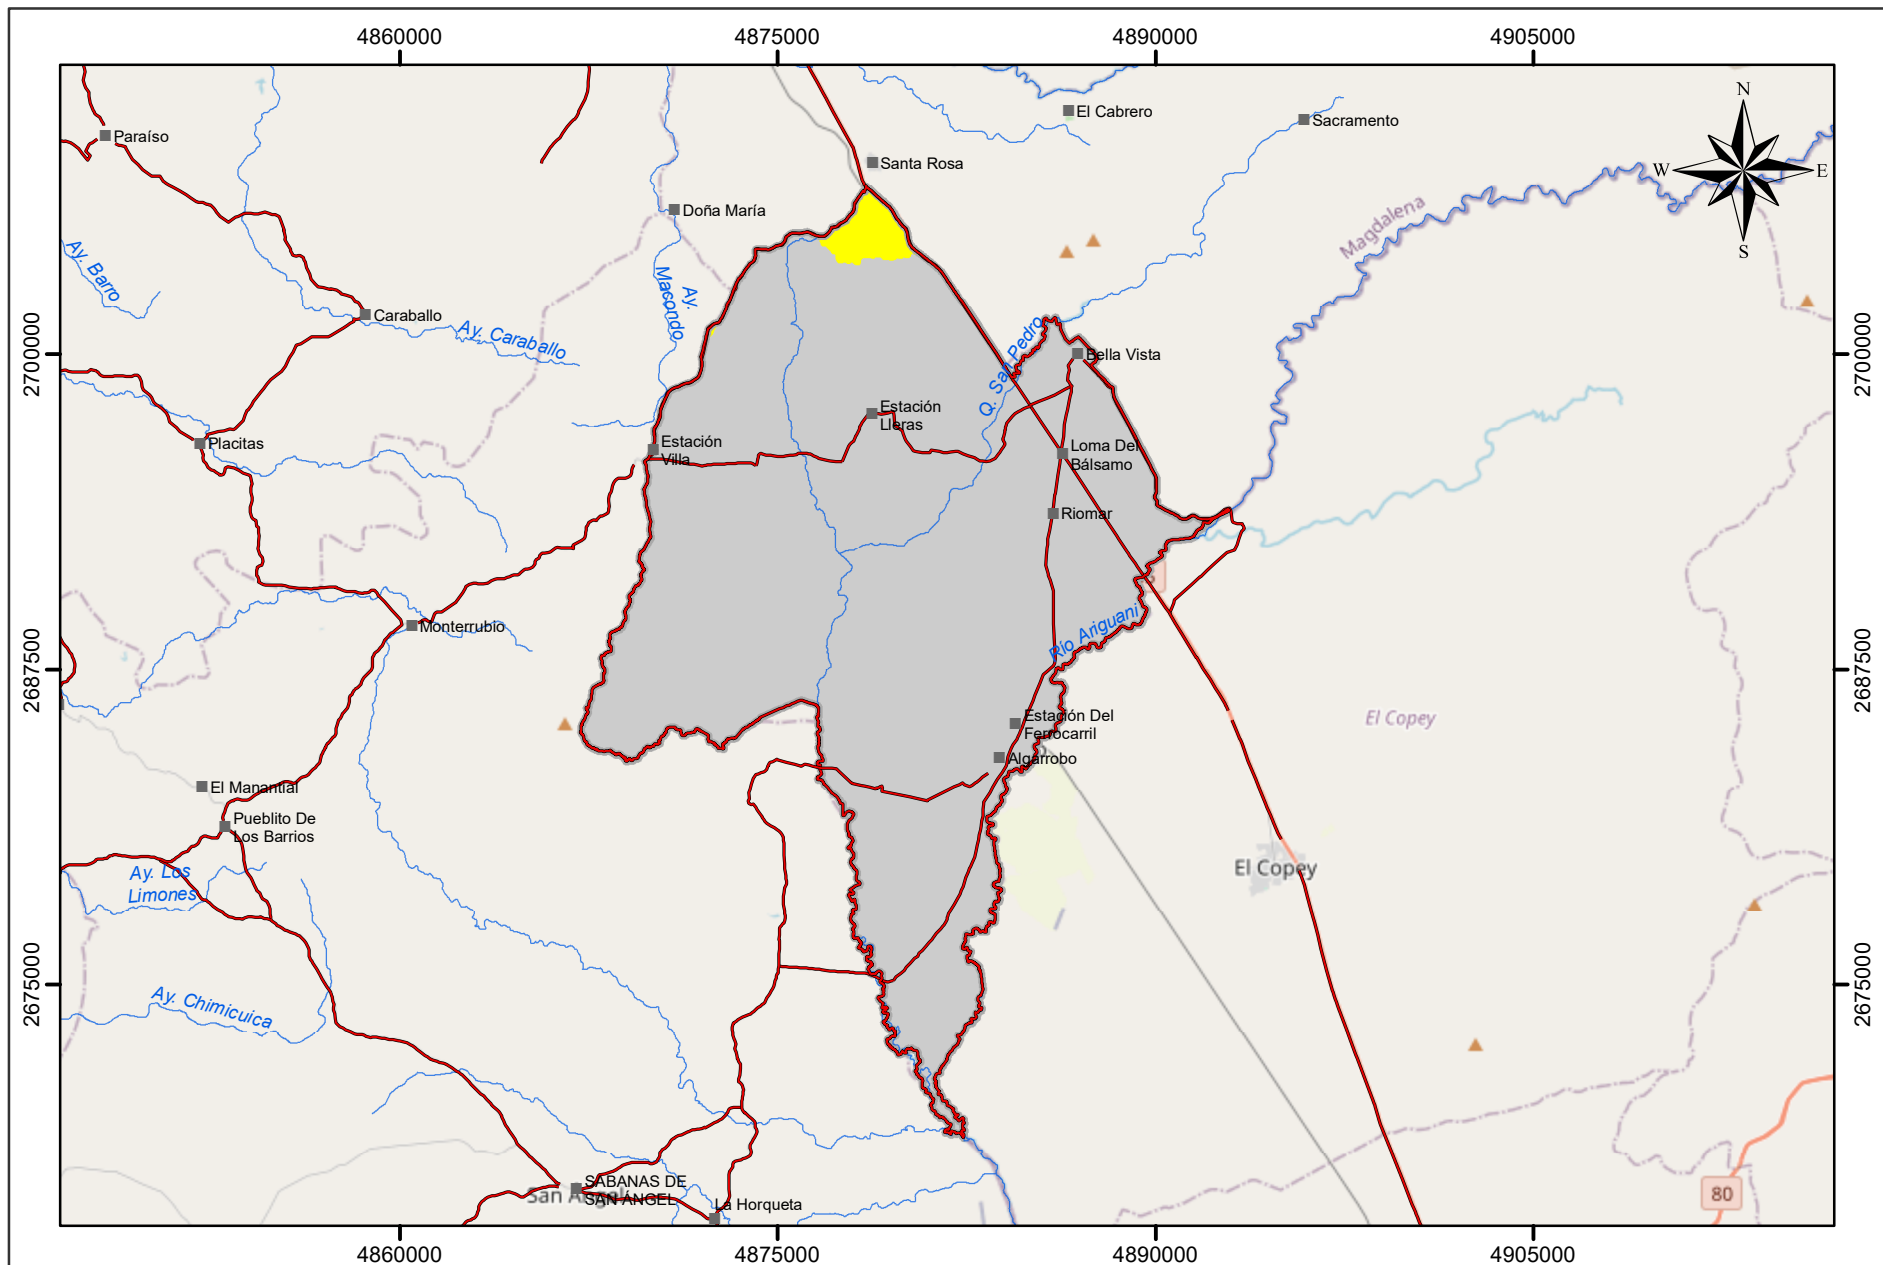 4860000
4875000
4890000
4905000
N
W
E
S
El Cabrero
Sacramento
Paraíso
Santa Rosa
Doña María
Magdalena
Ay. Barro
Ay.
Macondo
Caraballo
Ay. Caraballo
Q. San Pedro
Bella Vista
2700000
2700000
Estación
Lleras
Placitas
Estación
Villa
Loma Del
Bálsamo
Riomar
Monterrubio
Río Ariguani
2687500
2687500
Estación Del
Ferrocarril
El Copey
Algarrobo
El Manantial
Pueblito De
Los Barrios
Ay. Los
Limones
El Copey
2675000
2675000
Ay. Chimicuica
SABANAS DE
SAN ÁNGEL
San Ángel
La Horqueta
80
4860000
4875000
4890000
4905000